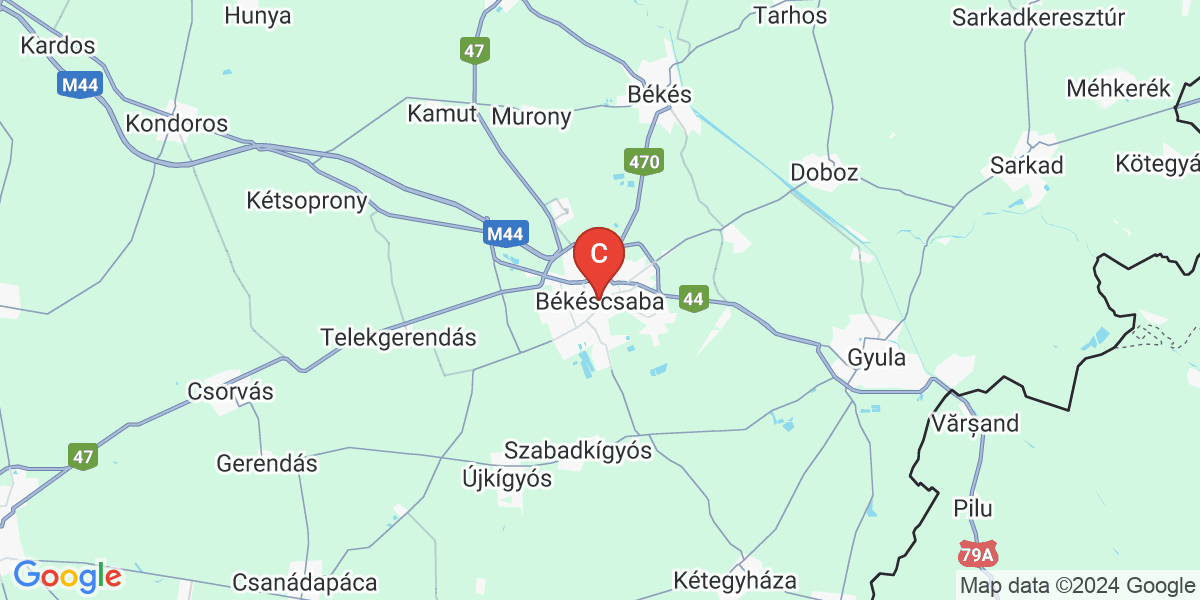 Hunya
Tarhos
Sarkadkeresztúr
Kardos
47
M44
Méhkerék
Békés
Kamut
Murony
Kondoros
470
Doboz
Sarkad
Kötegyá
Kétsoprony
M44
C
Békéscsaba
44
Telekgerendás
Gyula
Csorvás
Vărșand
47
Gerendás
Szabadkígyós
Újkígyós
Pilu
79A
Google
Csanádapáca
Kétegyháza
Map data ©2024 Google